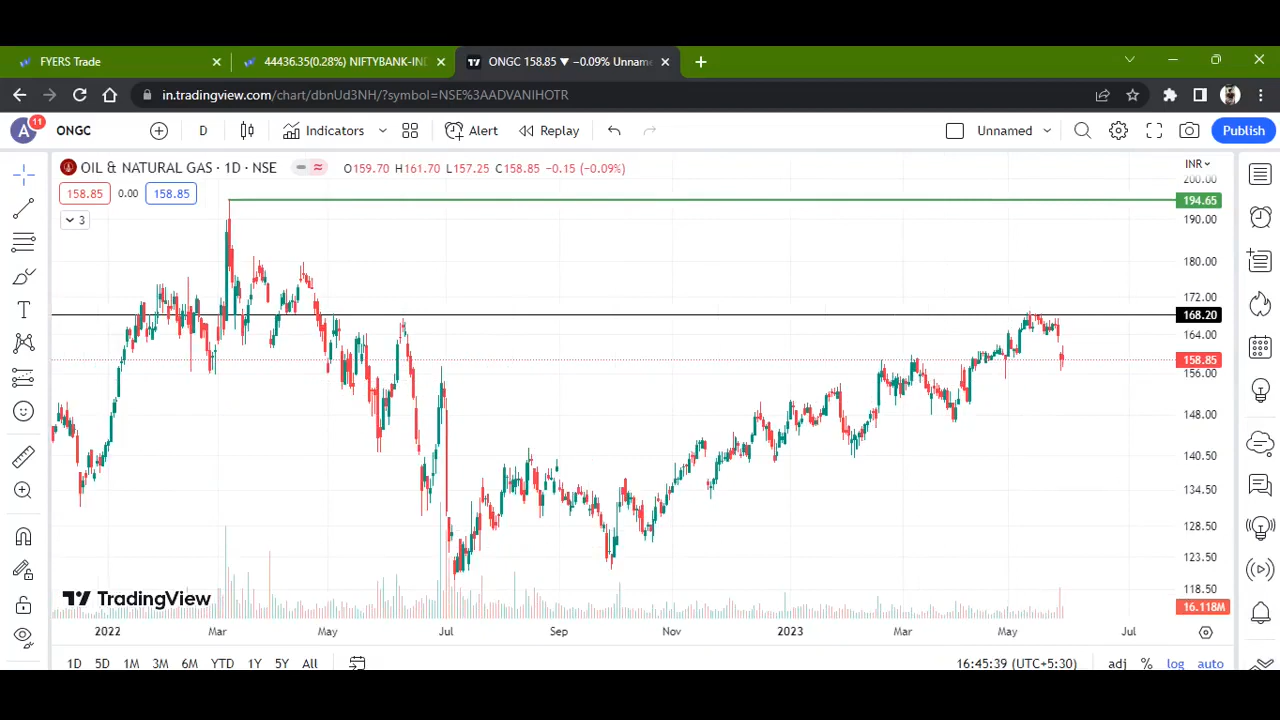 FYERS Trade
44436.35(0.28%) NIFTYBANK-IND
ONGC 158.85 ▼ −0.09% Unname
in.tradingview.com/chart/dbnUd3NH/?symbol=NSE%3AADVANIHOTR
A 11 ONGC D Indicators Alert Replay Unnamed Publish
OIL & NATURAL GAS · 1D · NSE O159.70 H161.70 L157.25 C158.85 −0.15 (−0.09%) INR
158.85 0.00 158.85
3
200.00
194.65
190.00
180.00
172.00
168.20
164.00
158.85
156.00
148.00
140.50
134.50
128.50
123.50
118.50
TradingView
16.118M
2022 Mar May Jul Sep Nov 2023 Mar May Jul
1D 5D 1M 3M 6M YTD 1Y 5Y All 16:45:39 (UTC+5:30) adj % log auto